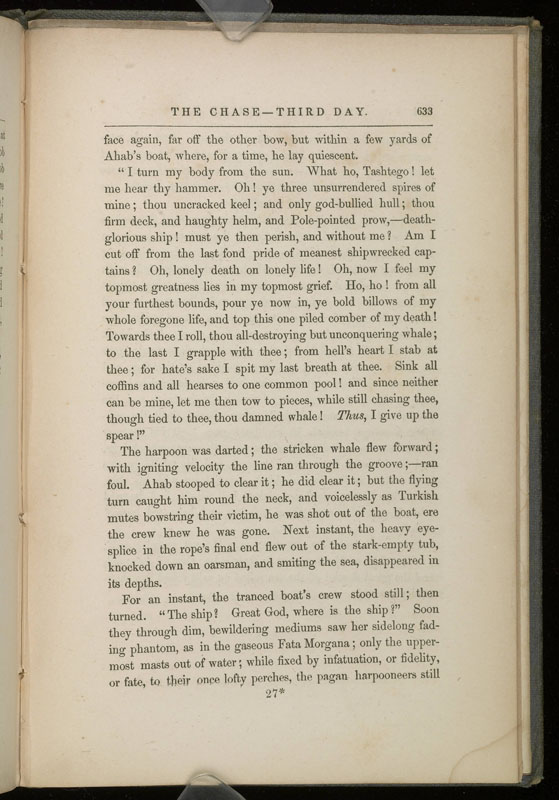 THE CHASE—THIRD DAY. 633
face again, far off the other bow, but within a few yards of
Ahab's boat, where, for a time, he lay quiescent.
"I turn my body from the sun. What ho, Tashtego! let
me hear thy hammer. Oh! ye three unsurrendered spires of
mine; thou uncracked keel; and only god-bullied hull; thou
firm deck, and haughty helm, and Pole-pointed prow,—death-
glorious ship! must ye then perish, and without me? Am I
cut off from the last fond pride of meanest shipwrecked cap-
tains? Oh, lonely death on lonely life! Oh, now I feel my
topmost greatness lies in my topmost grief. Ho, ho! from all
your furthest bounds, pour ye now in, ye bold billows of my
whole foregone life, and top this one piled comber of my death!
Towards thee I roll, thou all-destroying but unconquering whale;
to the last I grapple with thee; from hell's heart I stab at
thee; for hate's sake I spit my last breath at thee. Sink all
coffins and all hearses to one common pool! and since neither
can be mine, let me then tow to pieces, while still chasing thee,
though tied to thee, thou damned whale! Thus, I give up the
spear!"
The harpoon was darted; the stricken whale flew forward;
with igniting velocity the line ran through the groove;—ran
foul. Ahab stooped to clear it; he did clear it; but the flying
turn caught him round the neck, and voicelessly as Turkish
mutes bowstring their victim, he was shot out of the boat, ere
the crew knew he was gone. Next instant, the heavy eye-
splice in the rope's final end flew out of the stark-empty tub,
knocked down an oarsman, and smiting the sea, disappeared in
its depths.
For an instant, the tranced boat's crew stood still; then
turned. "The ship? Great God, where is the ship?" Soon
they through dim, bewildering mediums saw her sidelong fad-
ing phantom, as in the gaseous Fata Morgana; only the upper-
most masts out of water; while fixed by infatuation, or fidelity,
or fate, to their once lofty perches, the pagan harpooneers still
27*